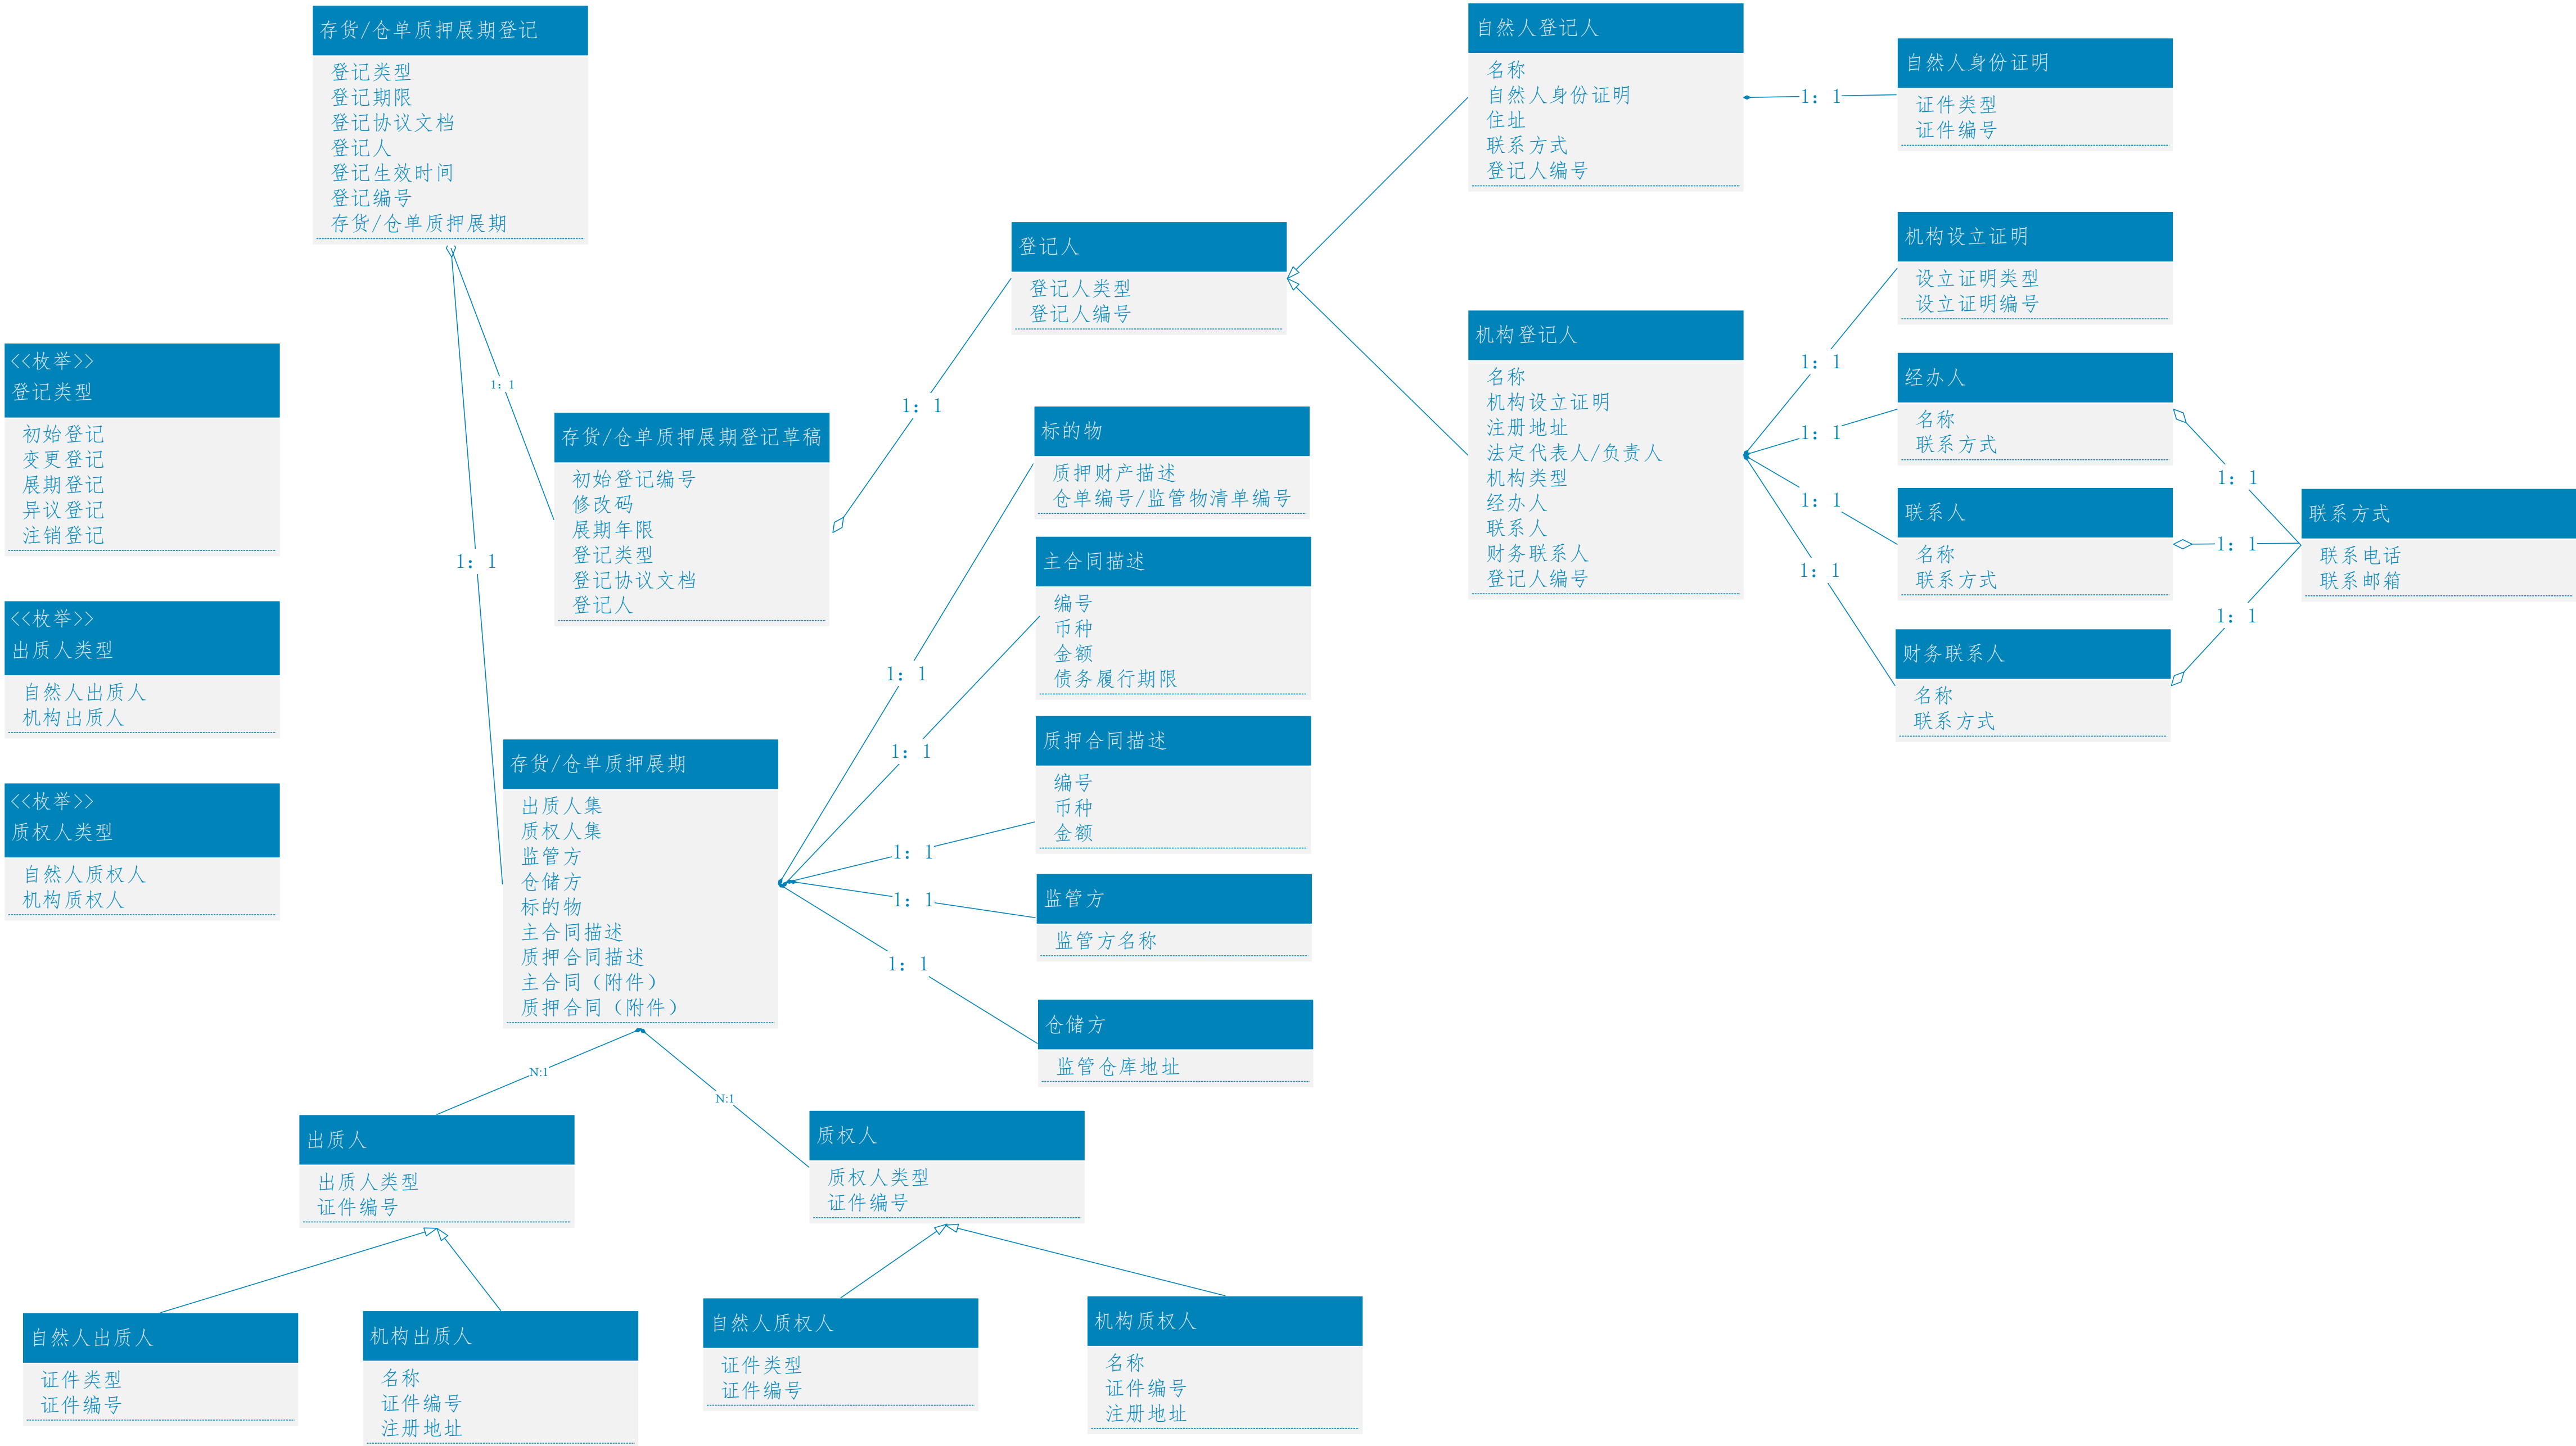 存货/仓单质押展期登记
登记类型
登记期限
登记协议文档
登记人
登记生效时间
登记编号
存货/仓单质押展期
<<枚举>>
登记类型
初始登记
变更登记
展期登记
异议登记
注销登记
<<枚举>>
出质人类型
自然人出质人
机构出质人
<<枚举>>
质权人类型
自然人质权人
机构质权人
1: 1
1: 1
存货/仓单质押展期登记草稿
初始登记编号
修改码
展期年限
登记类型
登记协议文档
登记人
1: 1
登记人
登记人类型
登记人编号
自然人登记人
名称
自然人身份证明
住址
联系方式
登记人编号
1: 1
自然人身份证明
证件类型
证件编号
机构登记人
名称
机构设立证明
注册地址
法定代表人/负责人
机构类型
经办人
联系人
财务联系人
登记人编号
1: 1
1: 1
1: 1
1: 1
机构设立证明
设立证明类型
设立证明编号
经办人
名称
联系方式
联系人
名称
联系方式
财务联系人
名称
联系方式
1: 1
1: 1
1: 1
联系方式
联系电话
联系邮箱
存货/仓单质押展期
出质人集
质权人集
监管方
仓储方
标的物
主合同描述
质押合同描述
主合同（附件）
质押合同（附件）
1: 1
1: 1
1: 1
1: 1
1: 1
标的物
质押财产描述
仓单编号/监管物清单编号
主合同描述
编号
币种
金额
债务履行期限
质押合同描述
编号
币种
金额
监管方
监管方名称
仓储方
监管仓库地址
N:1
N:1
出质人
出质人类型
证件编号
质权人
质权人类型
证件编号
自然人出质人
证件类型
证件编号
机构出质人
名称
证件编号
注册地址
自然人质权人
证件类型
证件编号
机构质权人
名称
证件编号
注册地址